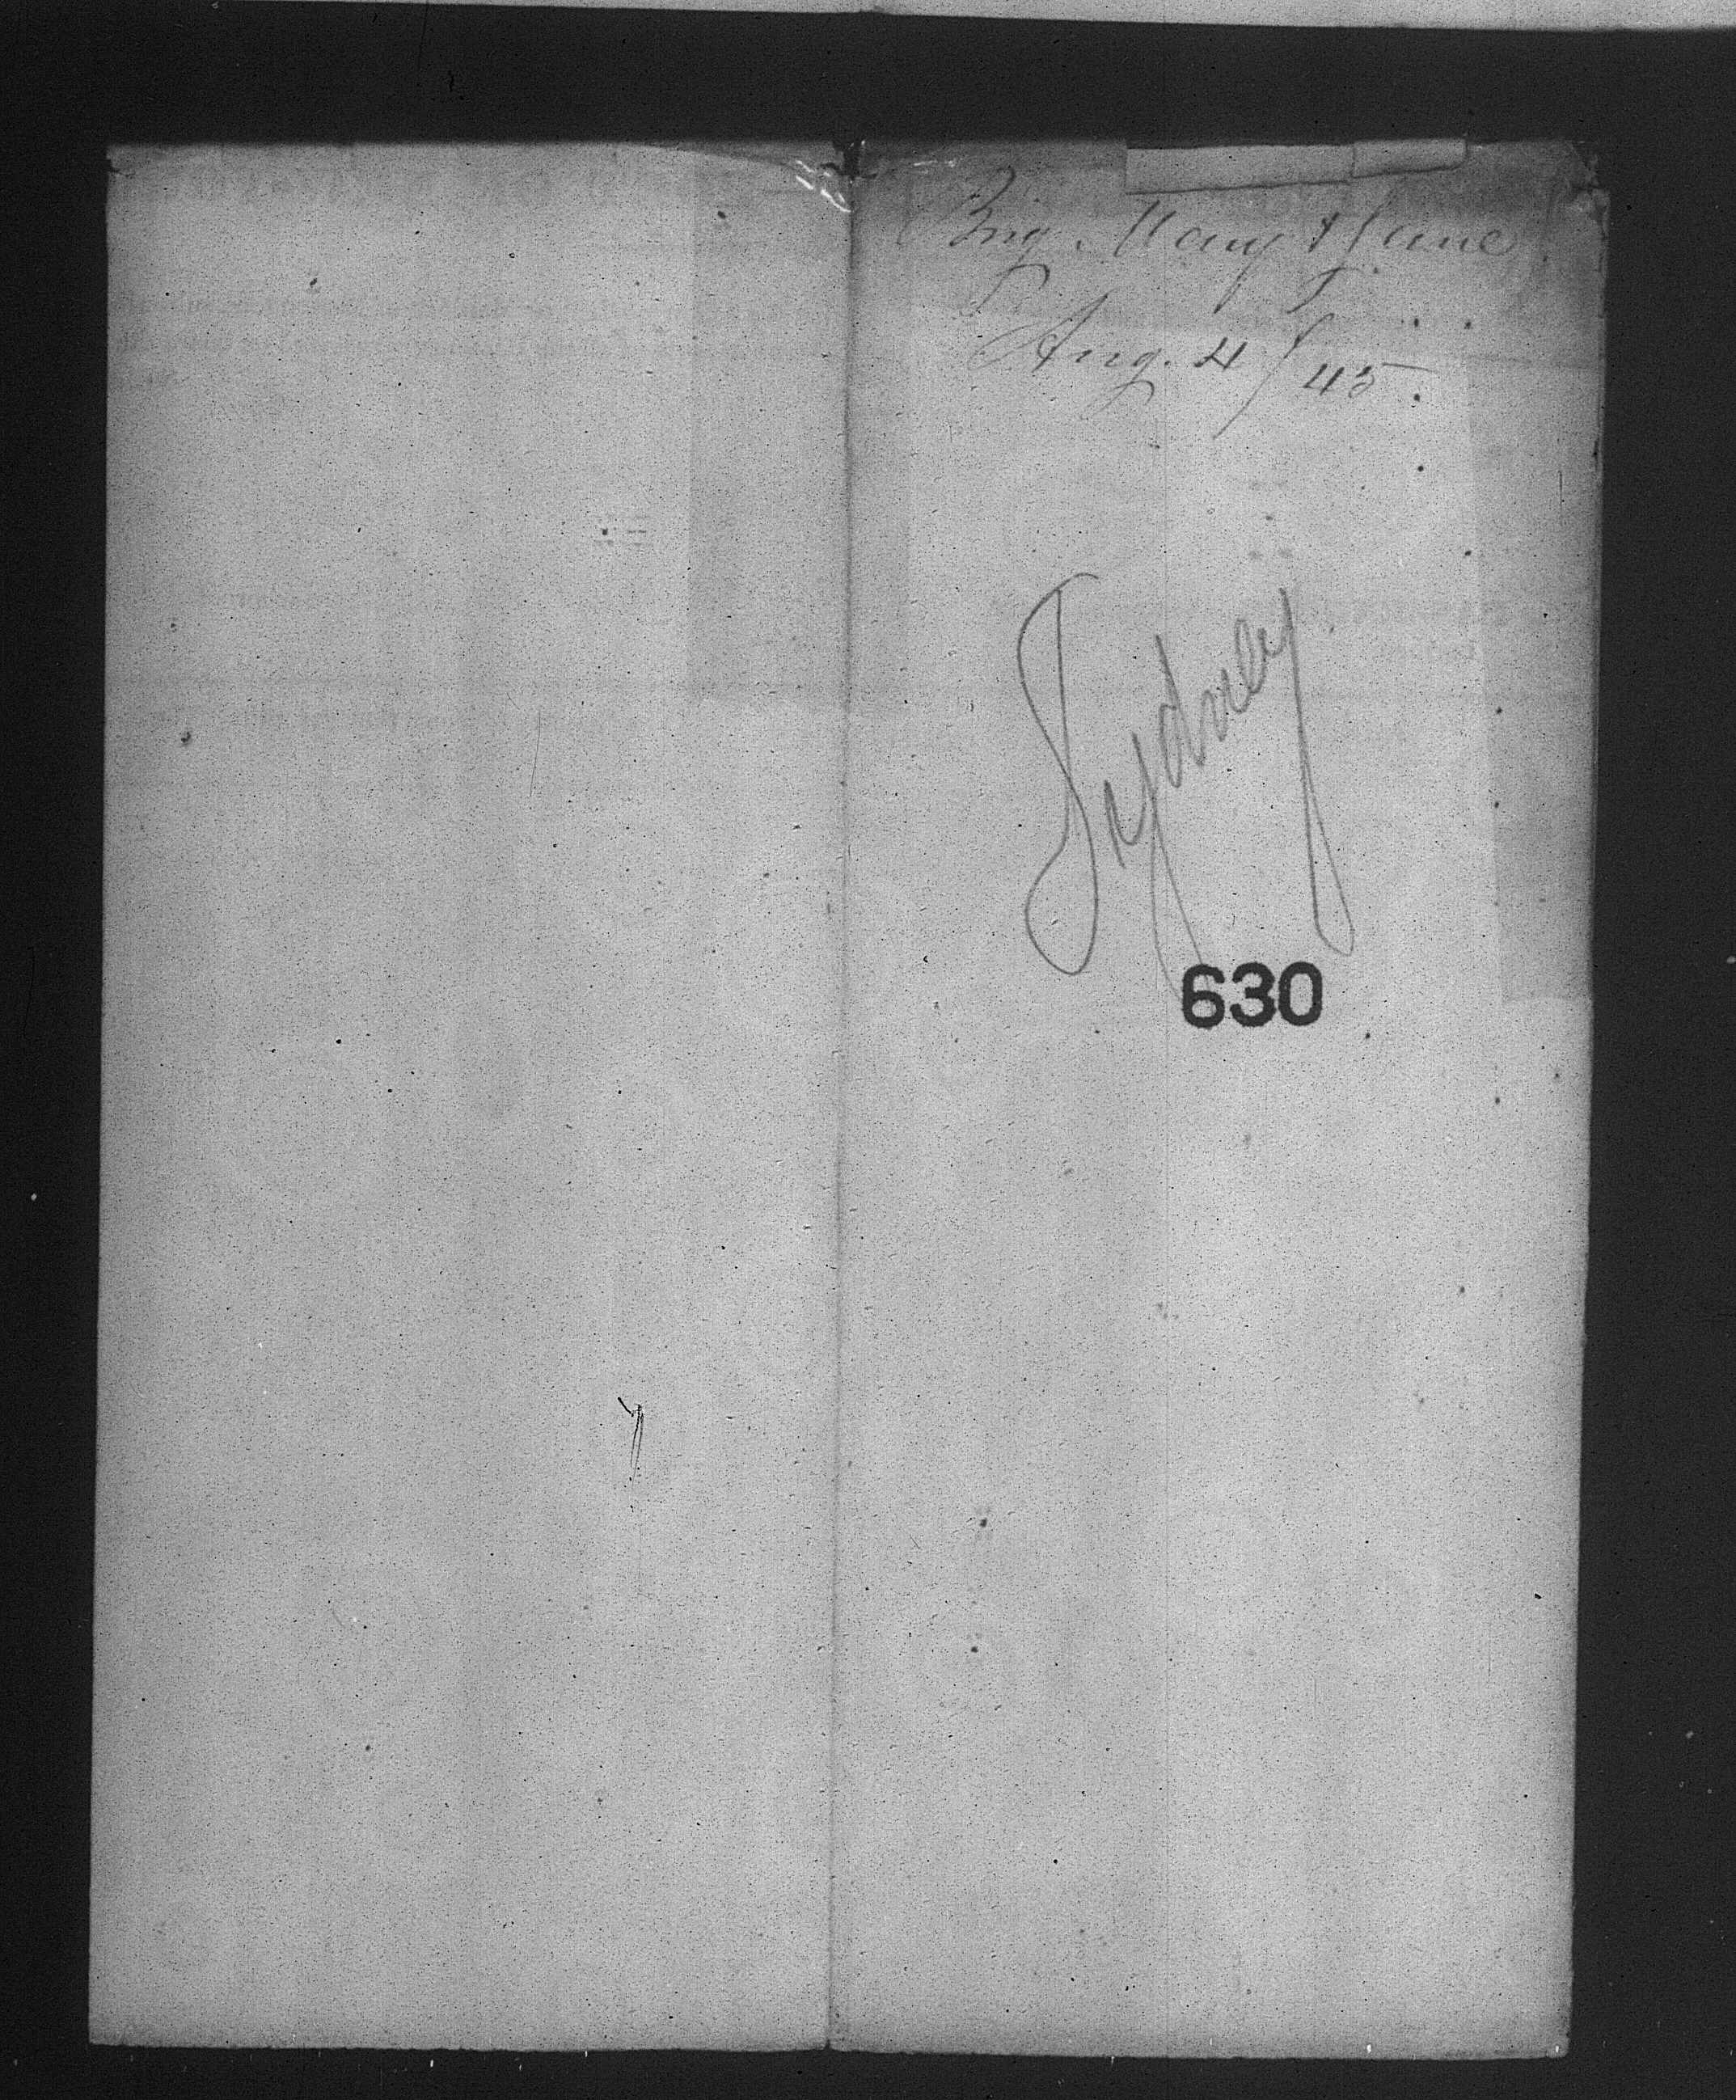 Brig. Mary & Jane
Aug. 4/45.
Sydney
630